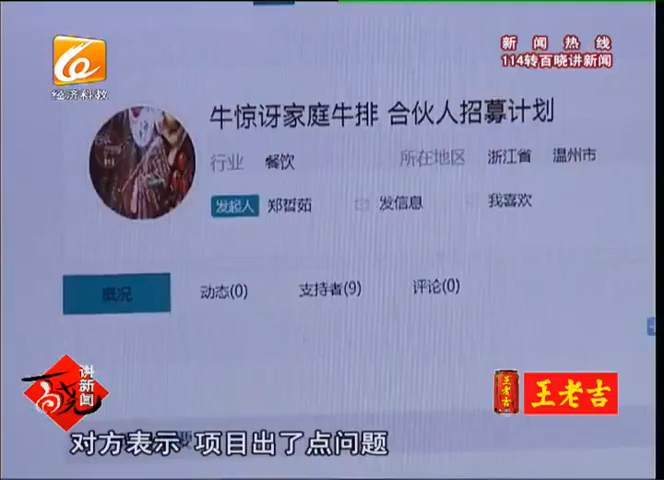 新闻热线
114转百晓讲新闻
经济科教
牛惊讶家庭牛排 合伙人招募计划
行业 餐饮 所在地区 浙江省 温州市
发起人 郑晢茹 发信息 我喜欢
概况 动态(0) 支持者(9) 评论(0)
百晓讲新闻
王老吉 王老吉
对方表示 项目出了点问题